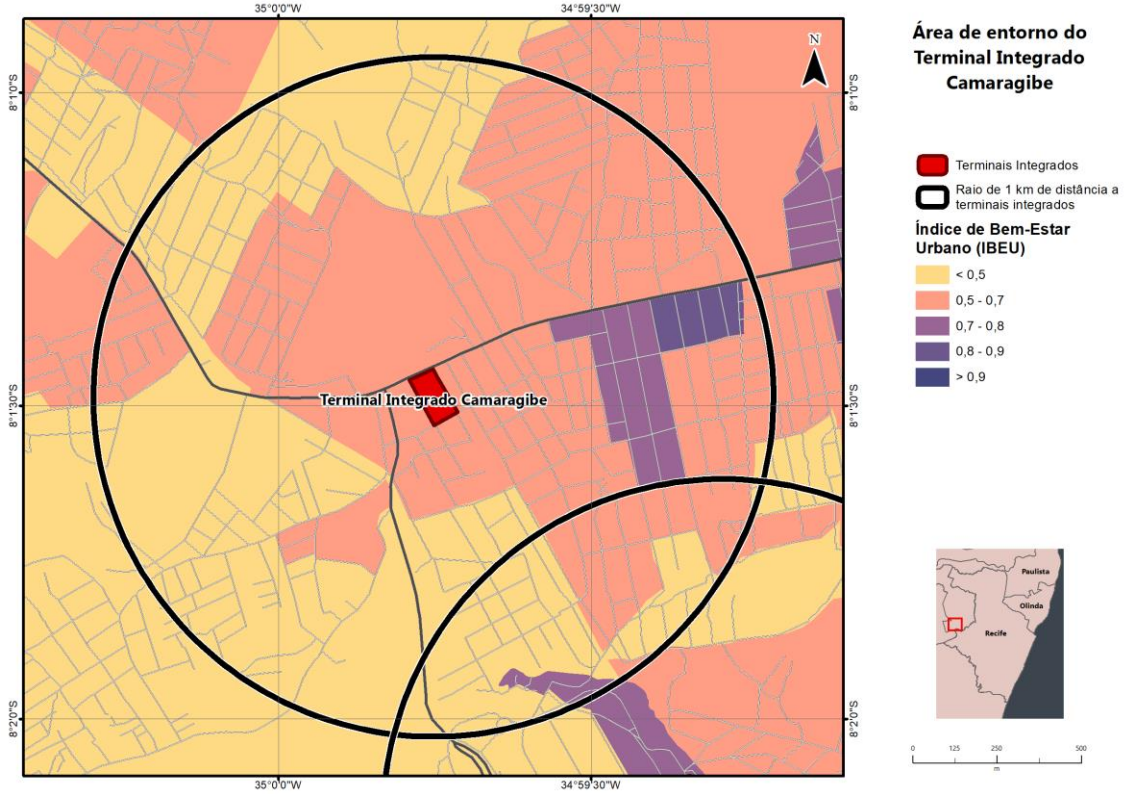 35°0'0"W
34°59'30"W
8°1'0"S
8°1'0"S
N
Área de entorno do
Terminal Integrado
Camaragibe
Terminais Integrados
Raio de 1 km de distância a
terminais integrados
Índice de Bem-Estar
Urbano (IBEU)
< 0,5
0,5 - 0,7
0,7 - 0,8
0,8 - 0,9
> 0,9
8°1'30"S
Terminal Integrado Camaragibe
8°1'30"S
Paulista
Olinda
Recife
8°2'0"S
8°2'0"S
0 125 250 500
m
35°0'0"W
34°59'30"W